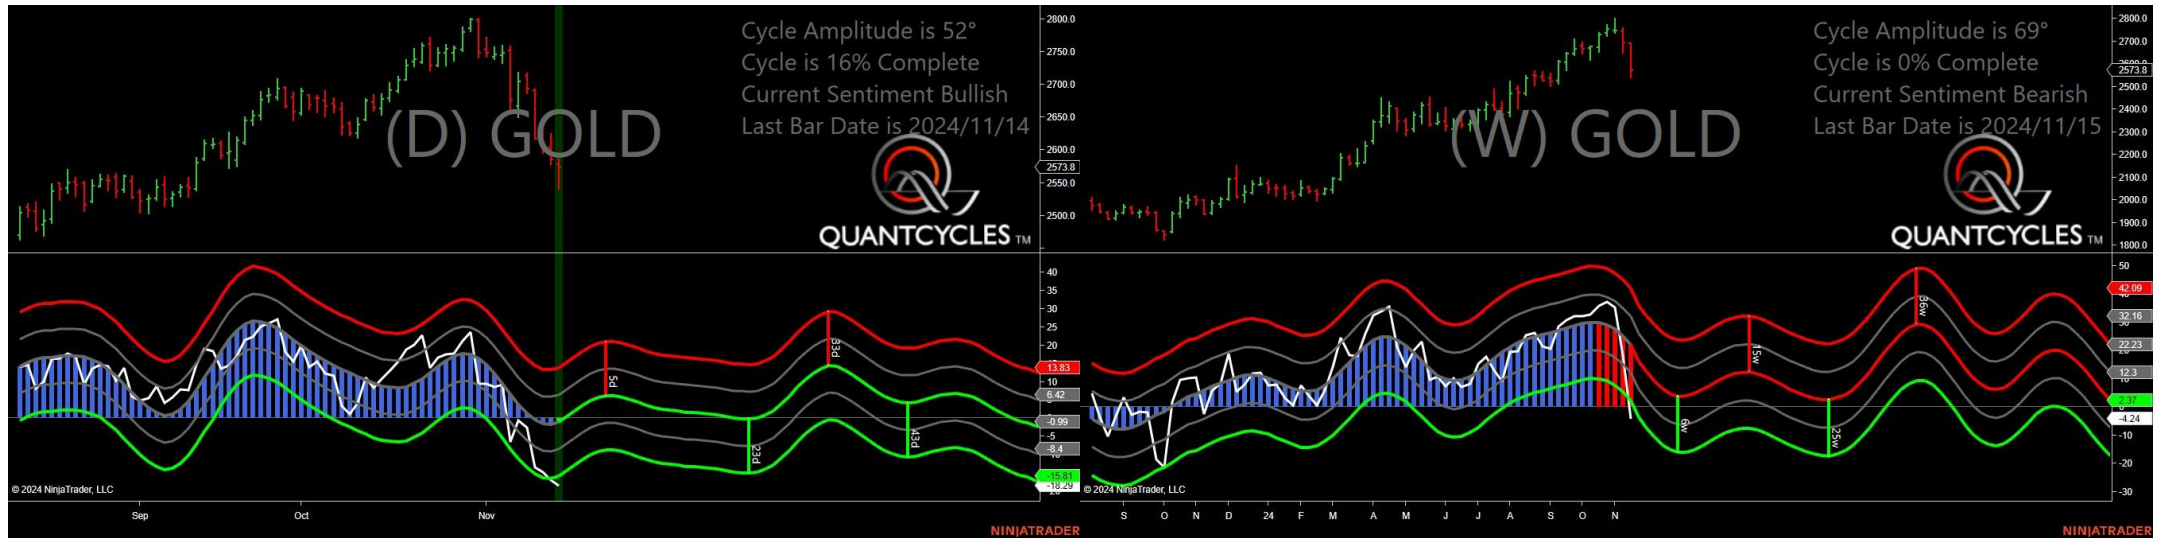 Cycle Amplitude is 52°
Cycle is 16% Complete
Current Sentiment Bullish
Last Bar Date is 2024/11/14
(D) GOLD
QUANTCYCLES TM
2800.0
2750.0
2700.0
2650.0
2600.0
2573.8
2550.0
2500.0
40
35
30
25
20
13.83
10
6.42
-0.99
-5
-8.4
-15.81
-18.29
5d
23d
33d
43d
© 2024 NinjaTrader, LLC
Sep
Oct
Nov
NINJATRADER
Cycle Amplitude is 69°
Cycle is 0% Complete
Current Sentiment Bearish
Last Bar Date is 2024/11/15
(W) GOLD
QUANTCYCLES TM
2800.0
2700.0
2573.8
2500.0
2400.0
2300.0
2200.0
2100.0
2000.0
1900.0
1800.0
50
42.09
32.16
22.23
12.3
2.37
-4.24
-10
-20
-30
6w
15w
25w
36w
© 2024 NinjaTrader, LLC
S
O
N
D
24
F
M
A
M
J
J
A
S
O
N
NINJATRADER